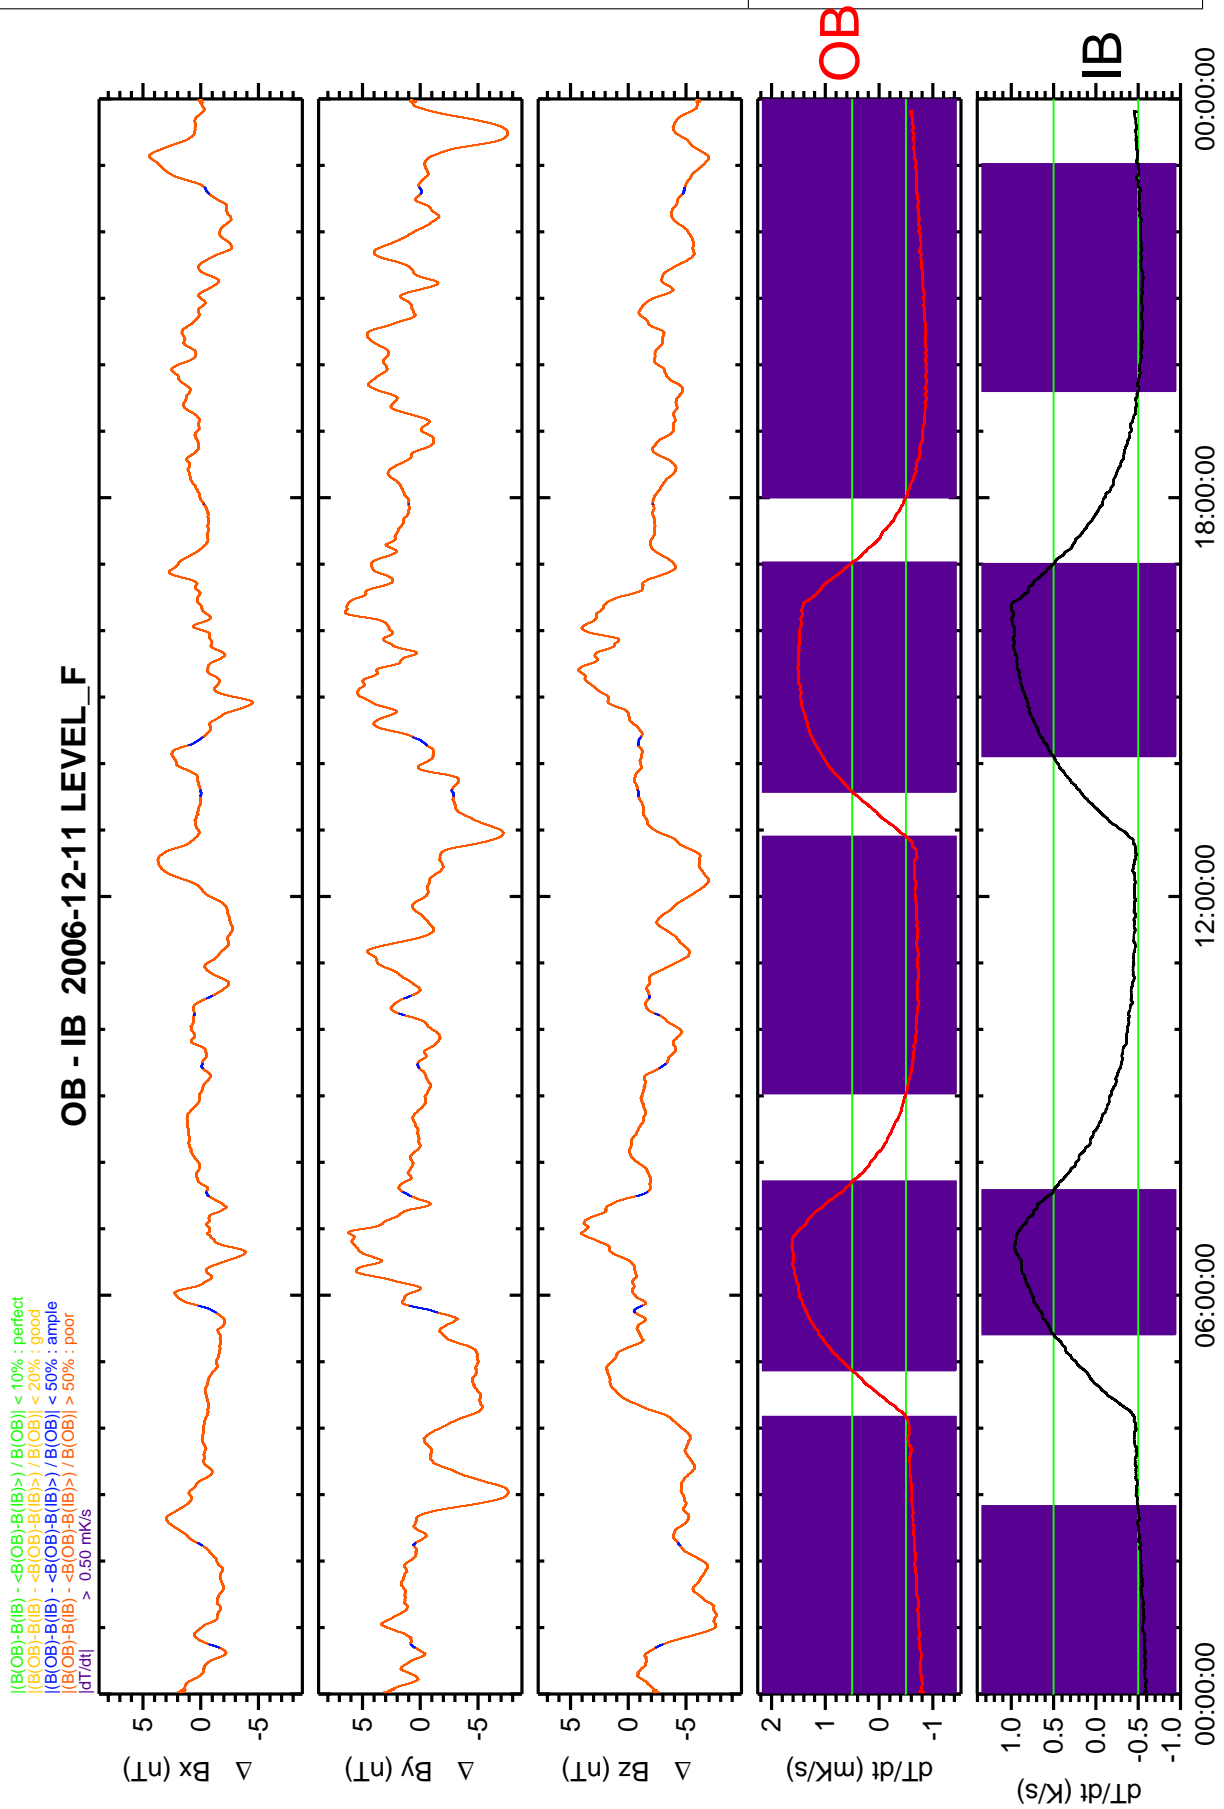 |(B(OB)-B(IB) - <B(OB)-B(IB)>) / B(OB)| < 10% : perfect
|(B(OB)-B(IB) - <B(OB)-B(IB)>) / B(OB)| < 20% : good
|(B(OB)-B(IB) - <B(OB)-B(IB)>) / B(OB)| < 50% : ample
|(B(OB)-B(IB) - <B(OB)-B(IB)>) / B(OB)| > 50% : poor
|dT/dt| > 0.50 mK/s
OB - IB 2006-12-11 LEVEL_F
Δ Bx (nT)
5
0
-5
Δ By (nT)
5
0
-5
Δ Bz (nT)
5
0
-5
dT/dt (mK/s)
2
1
0
-1
OB
dT/dt (K/s)
1.0
0.5
0.0
-0.5
-1.0
IB
00:00:00
06:00:00
12:00:00
18:00:00
00:00:00